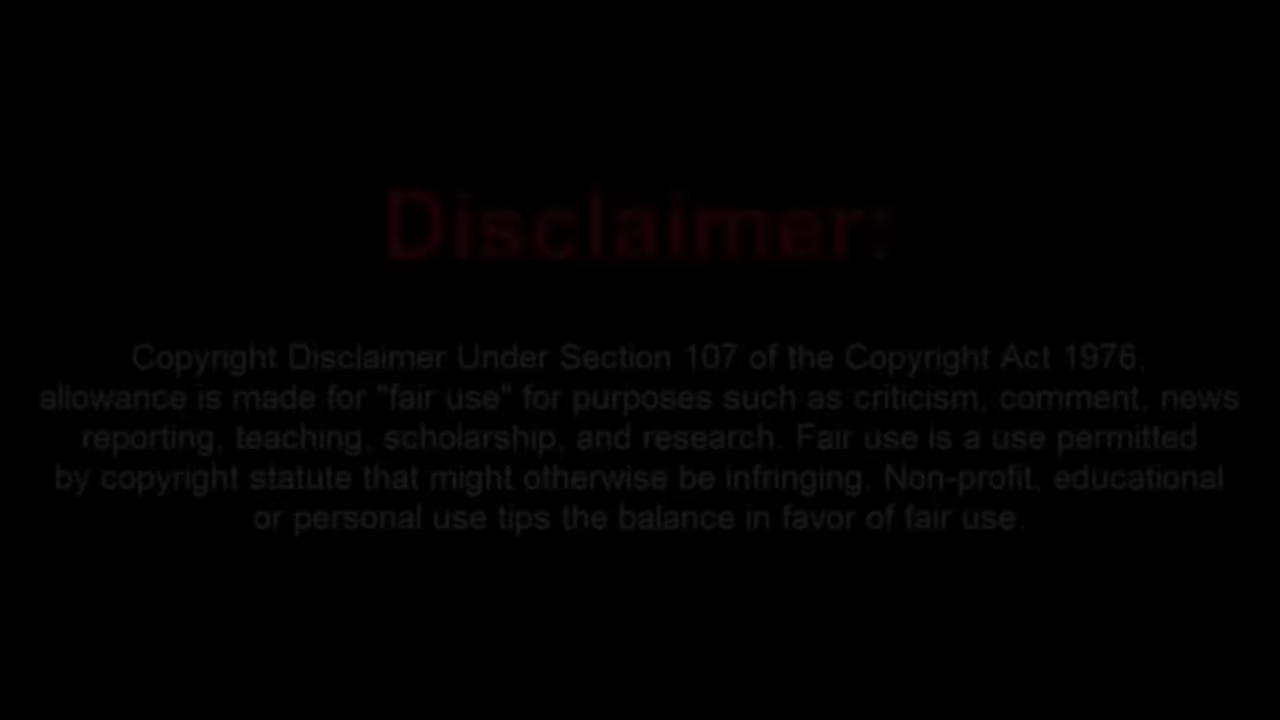 Disclaimer:
Copyright Disclaimer Under Section 107 of the Copyright Act 1976,
allowance is made for "fair use" for purposes such as criticism, comment, news
reporting, teaching, scholarship, and research. Fair use is a use permitted
by copyright statute that might otherwise be infringing. Non-profit, educational
or personal use tips the balance in favor of fair use.